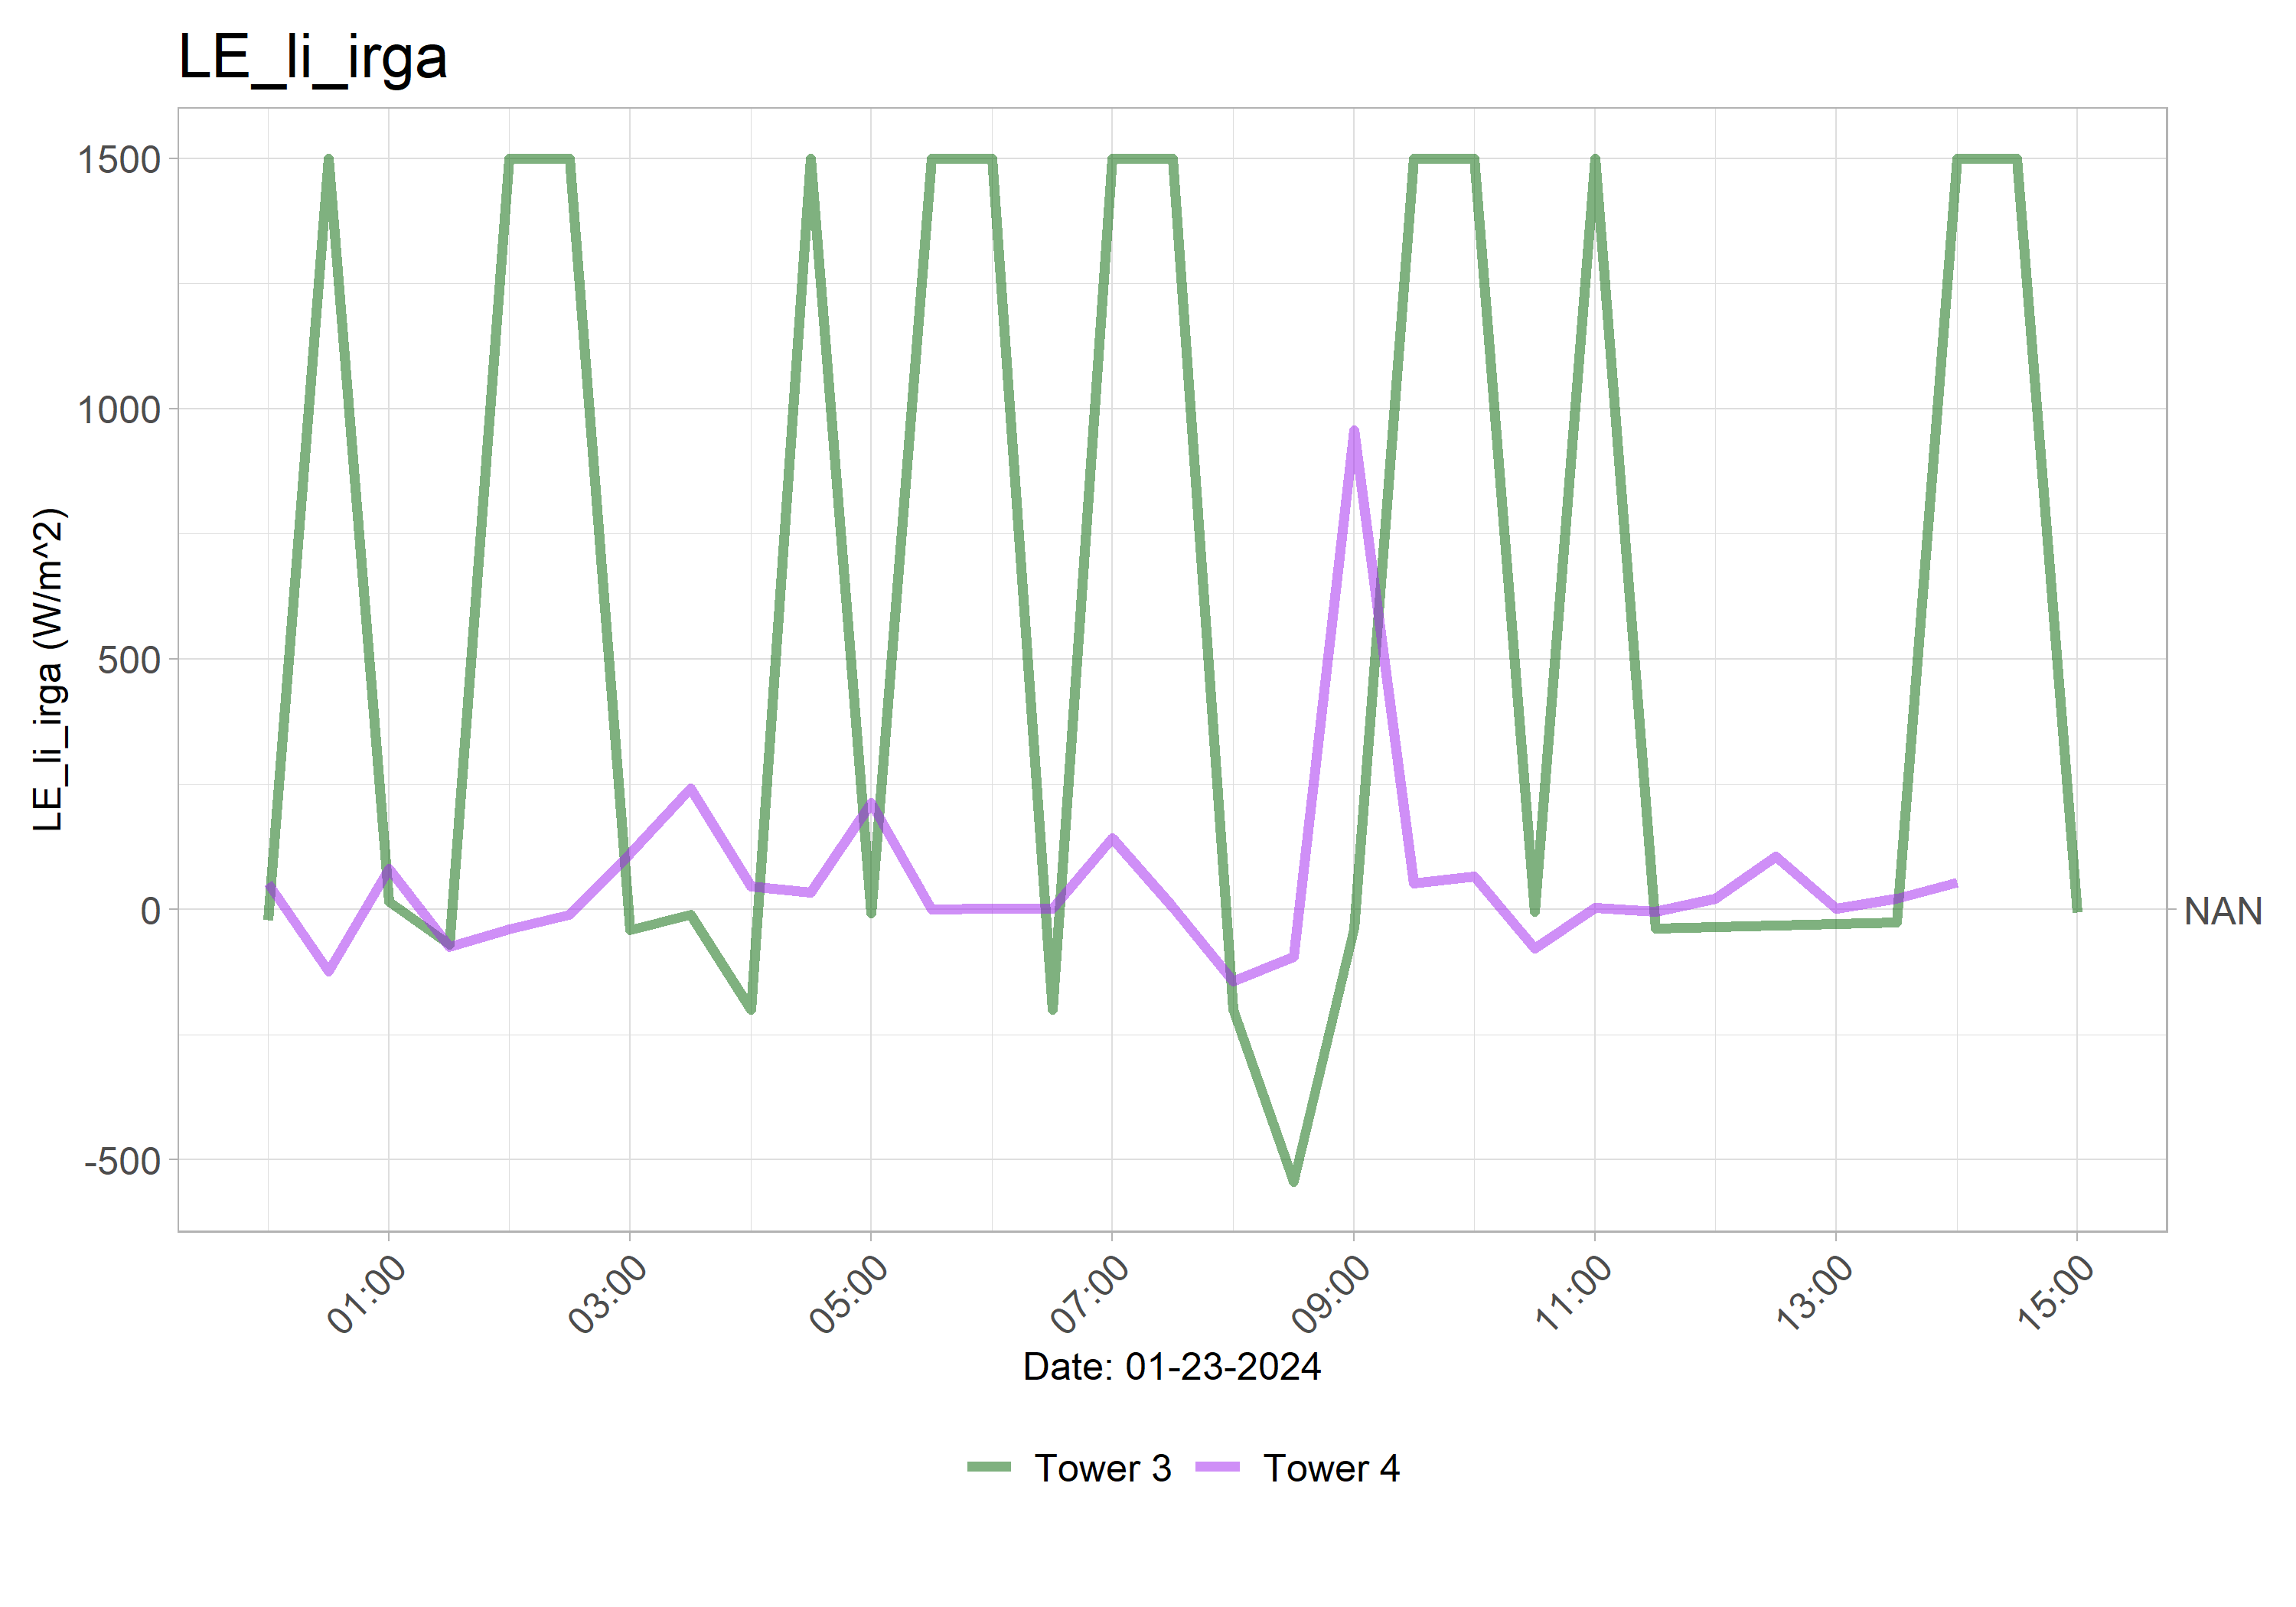 LE_li_irga
1500
1000
500
0
-500
LE_li_irga (W/m^2)
NAN
01:00
03:00
05:00
07:00
09:00
11:00
13:00
15:00
Date: 01-23-2024
Tower 3
Tower 4